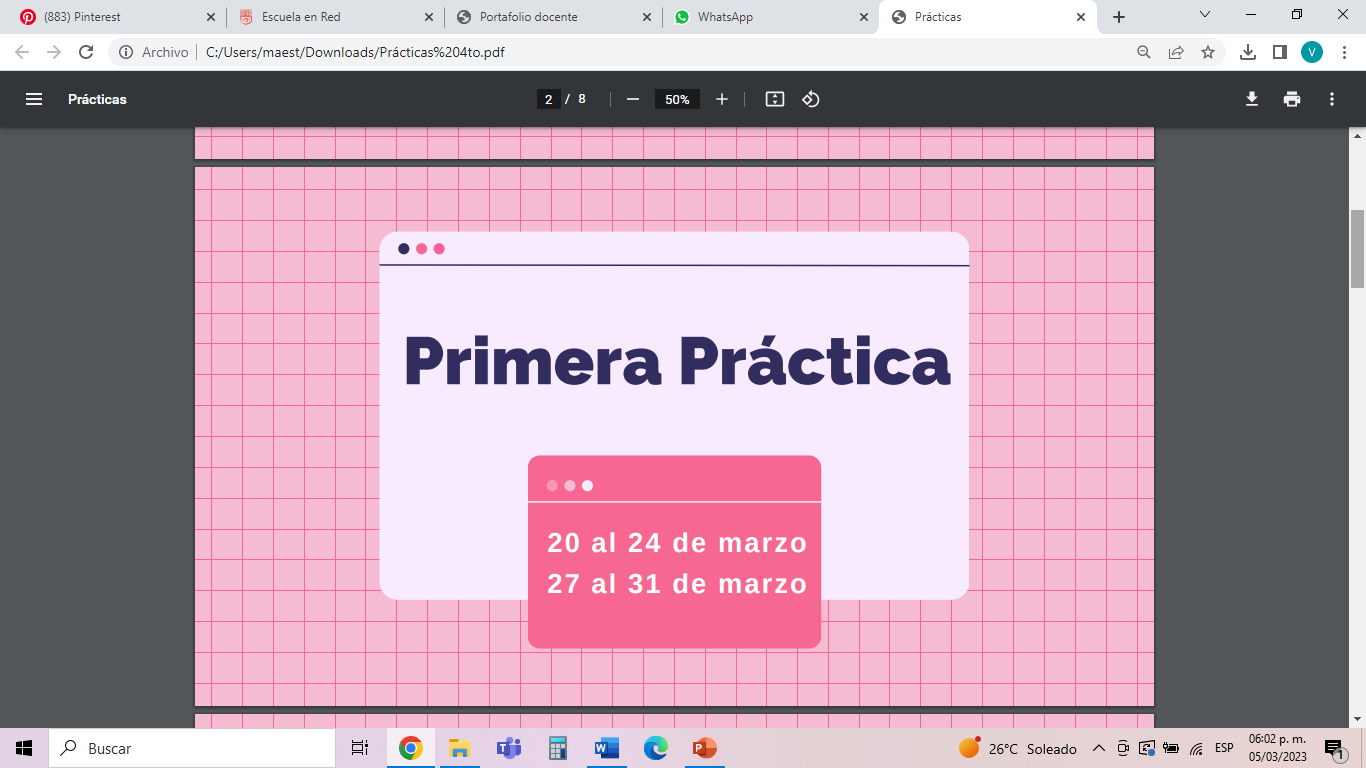 (883) Pinterest
Escuela en Red
Portafolio docente
WhatsApp
Prácticas
Archivo
C:/Users/maest/Downloads/Prácticas%204to.pdf
V
Prácticas
2 / 8
50%
Primera Práctica
20 al 24 de marzo
27 al 31 de marzo
Buscar
26°C Soleado
ESP
06:02 p. m.
05/03/2023
1